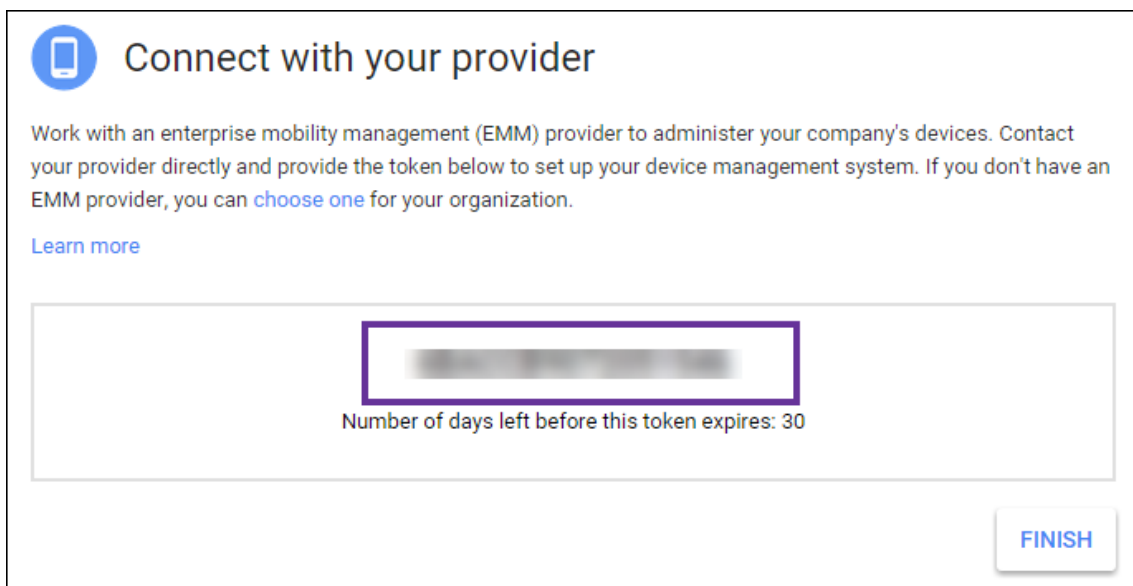 Connect with your provider
Work with an enterprise mobility management (EMM) provider to administer your company's devices. Contact
your provider directly and provide the token below to set up your device management system. If you don't have an
EMM provider, you can choose one for your organization.
Learn more
Number of days left before this token expires: 30
FINISH